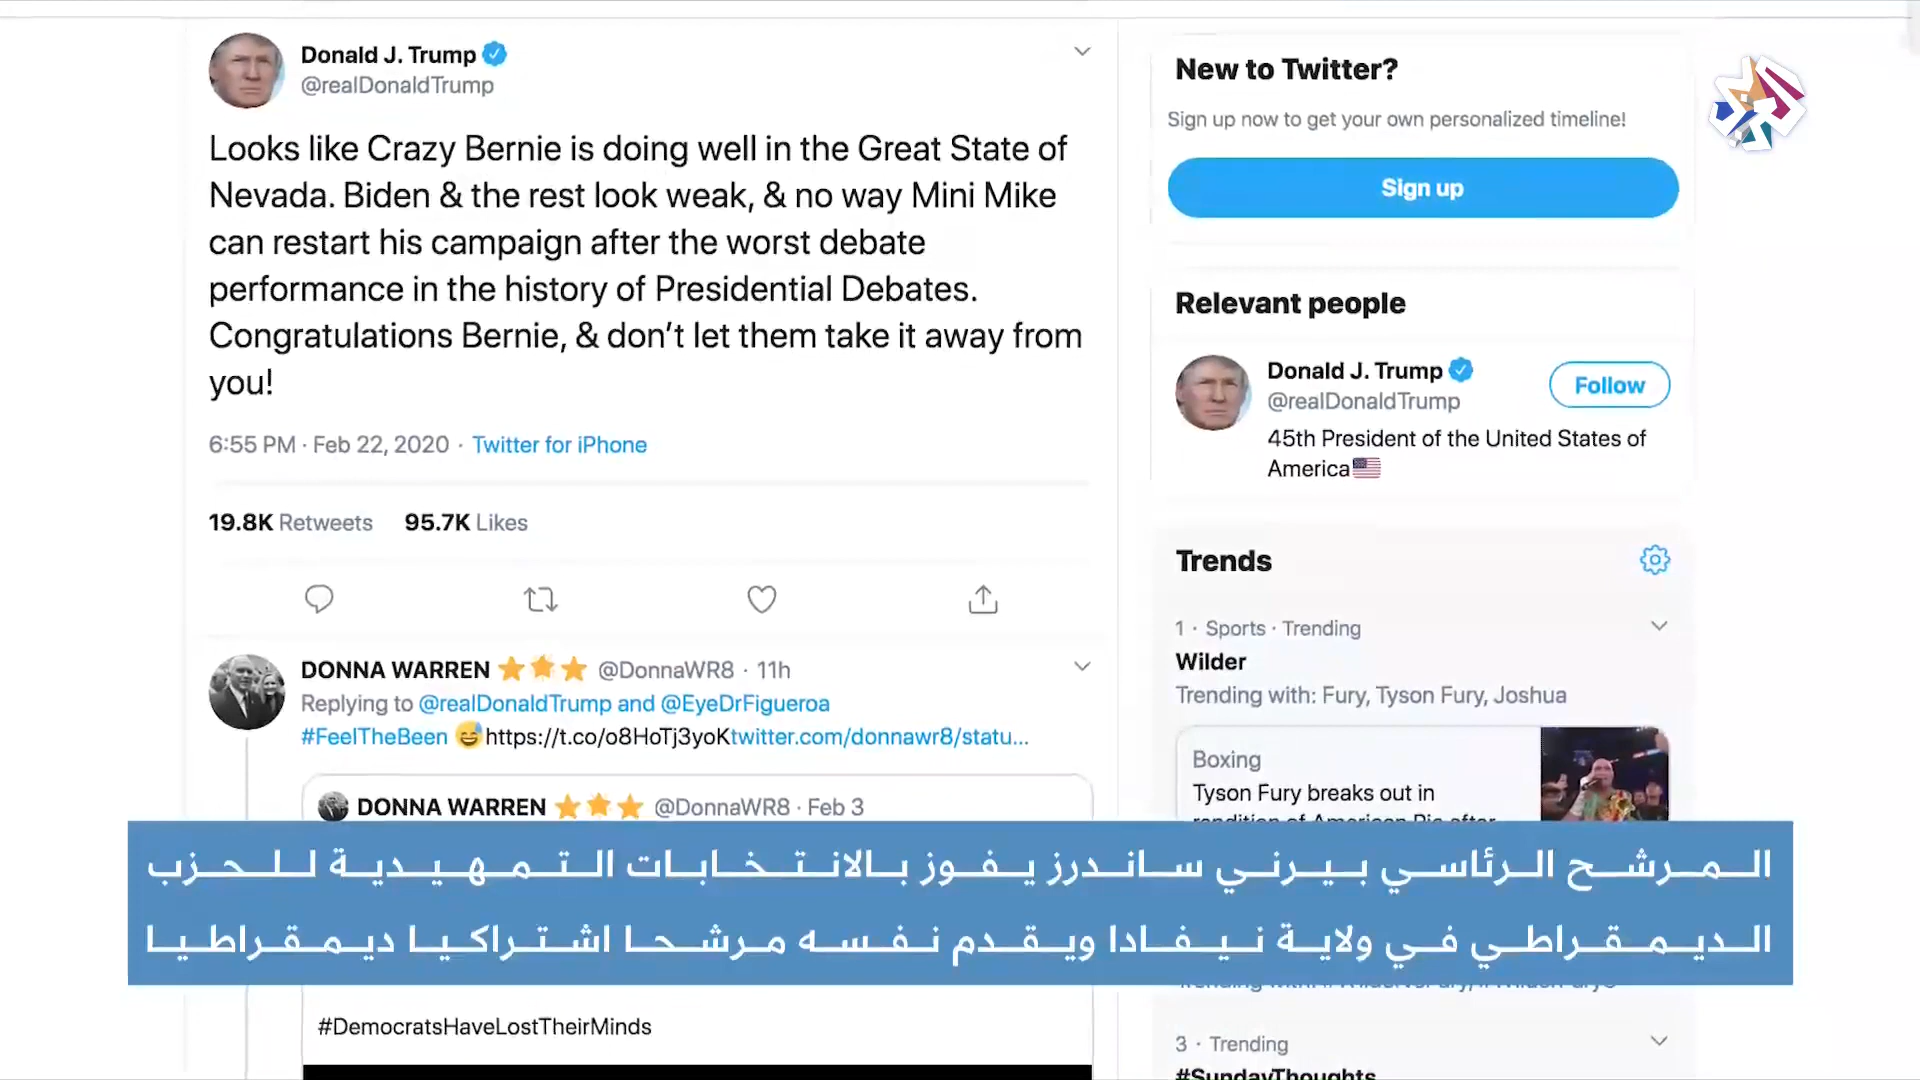 Donald J. Trump
@realDonaldTrump
Looks like Crazy Bernie is doing well in the Great State of
Nevada. Biden & the rest look weak, & no way Mini Mike
can restart his campaign after the worst debate
performance in the history of Presidential Debates.
Congratulations Bernie, & don’t let them take it away from
you!
6:55 PM · Feb 22, 2020 · Twitter for iPhone
19.8K Retweets 95.7K Likes
DONNA WARREN ⭐⭐⭐ @DonnaWR8 · 11h
Replying to @realDonaldTrump and @EyeDrFigueroa
#FeelTheBeen 😅https://t.co/o8HoTj3yoKtwitter.com/donnawr8/statu...
DONNA WARREN ⭐⭐⭐ @DonnaWR8 · Feb 3
#DemocratsHaveLostTheirMinds
New to Twitter?
Sign up now to get your own personalized timeline!
Sign up
Relevant people
Donald J. Trump
@realDonaldTrump
Follow
45th President of the United States of
America🇺🇸
Trends
1 · Sports · Trending
Wilder
Trending with: Fury, Tyson Fury, Joshua
Boxing
Tyson Fury breaks out in
rendition of American Pie after
3 · Trending
#SundayThoughts
المرشح الرئاسي بيرني ساندرز يفوز بالانتخابات التمهيدية للحزب
الديمقراطي في ولاية نيفادا ويقدم نفسه مرشحا اشتراكيا ديمقراطيا